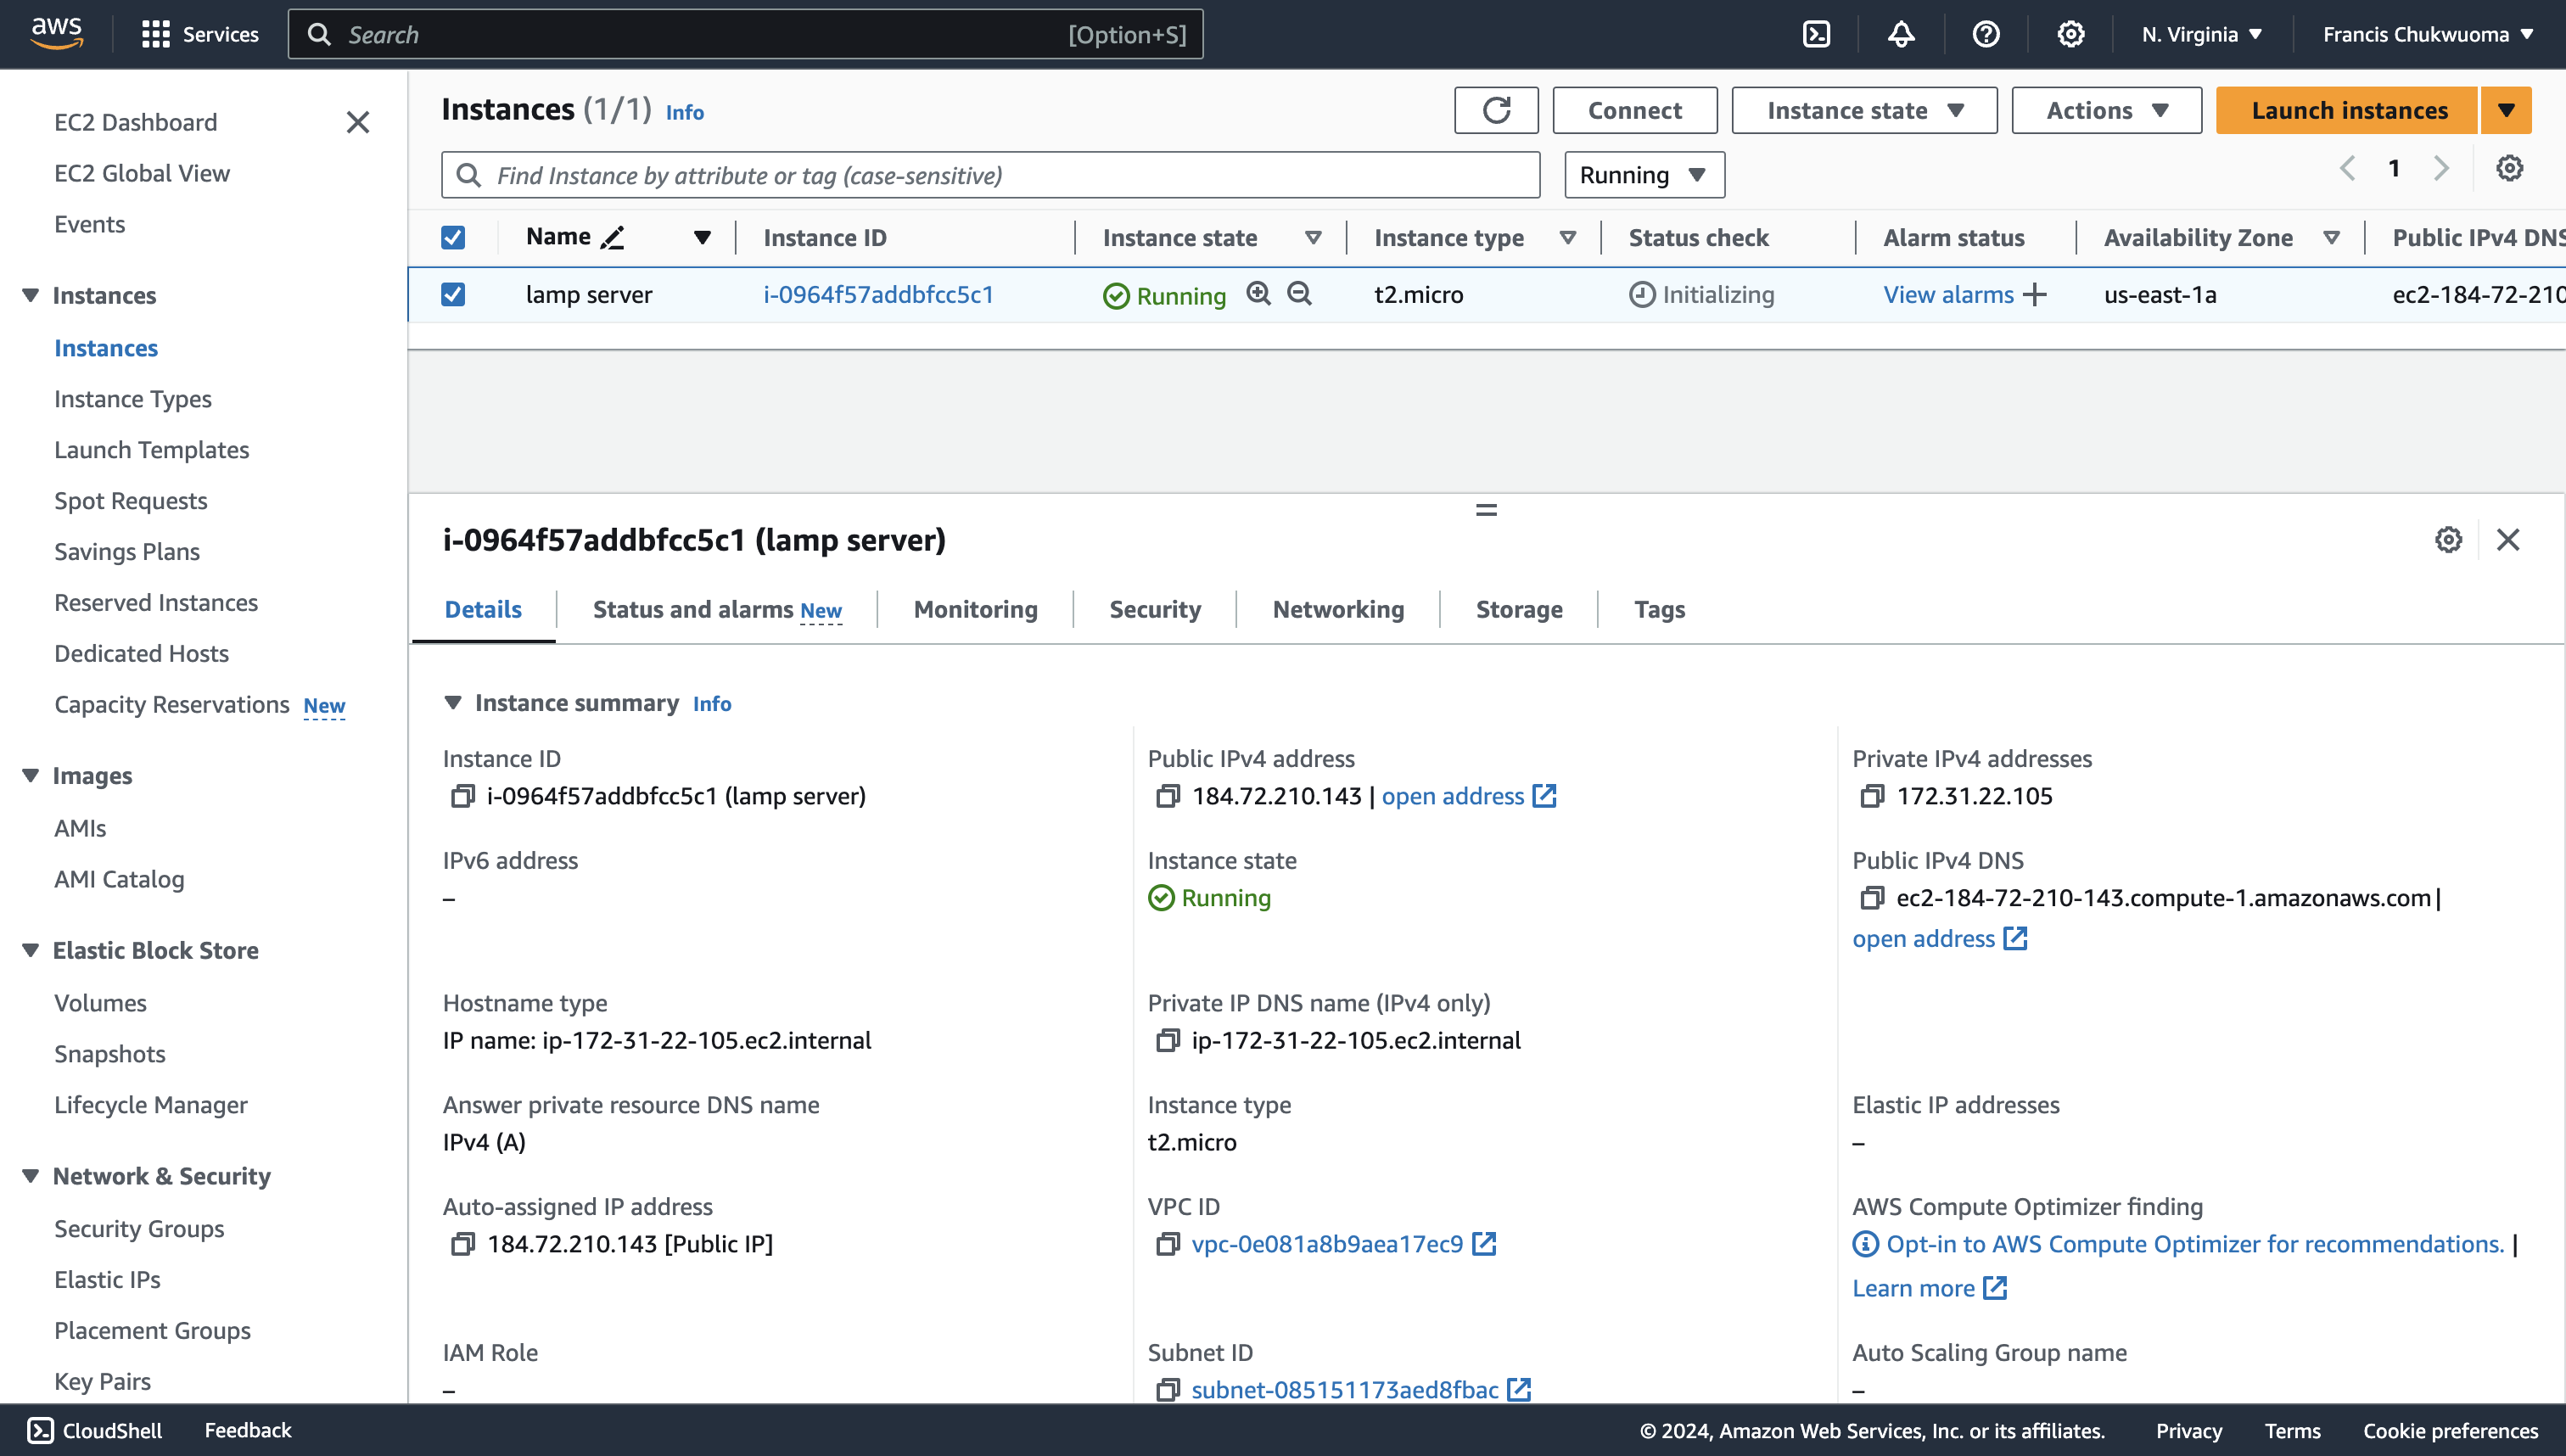 aws Services Search [Option+S] N. Virginia Francis Chukwuoma
EC2 Dashboard
EC2 Global View
Events
Instances
Instances
Instance Types
Launch Templates
Spot Requests
Savings Plans
Reserved Instances
Dedicated Hosts
Capacity Reservations New
Images
AMIs
AMI Catalog
Elastic Block Store
Volumes
Snapshots
Lifecycle Manager
Network & Security
Security Groups
Elastic IPs
Placement Groups
Key Pairs
Instances (1/1) Info Connect Instance state Actions Launch instances
Find Instance by attribute or tag (case-sensitive) Running 1
Name Instance ID Instance state Instance type Status check Alarm status Availability Zone Public IPv4 DNS
lamp server i-0964f57addbfcc5c1 Running t2.micro Initializing View alarms us-east-1a ec2-184-72-210
i-0964f57addbfcc5c1 (lamp server)
Details Status and alarms New Monitoring Security Networking Storage Tags
Instance summary Info
Instance ID
i-0964f57addbfcc5c1 (lamp server)
Public IPv4 address
184.72.210.143 | open address
Private IPv4 addresses
172.31.22.105
IPv6 address
–
Instance state
Running
Public IPv4 DNS
ec2-184-72-210-143.compute-1.amazonaws.com |
open address
Hostname type
IP name: ip-172-31-22-105.ec2.internal
Private IP DNS name (IPv4 only)
ip-172-31-22-105.ec2.internal
Answer private resource DNS name
IPv4 (A)
Instance type
t2.micro
Elastic IP addresses
–
Auto-assigned IP address
184.72.210.143 [Public IP]
VPC ID
vpc-0e081a8b9aea17ec9
AWS Compute Optimizer finding
Opt-in to AWS Compute Optimizer for recommendations. |
Learn more
IAM Role
–
Subnet ID
subnet-085151173aed8fbac
Auto Scaling Group name
–
CloudShell Feedback © 2024, Amazon Web Services, Inc. or its affiliates. Privacy Terms Cookie preferences